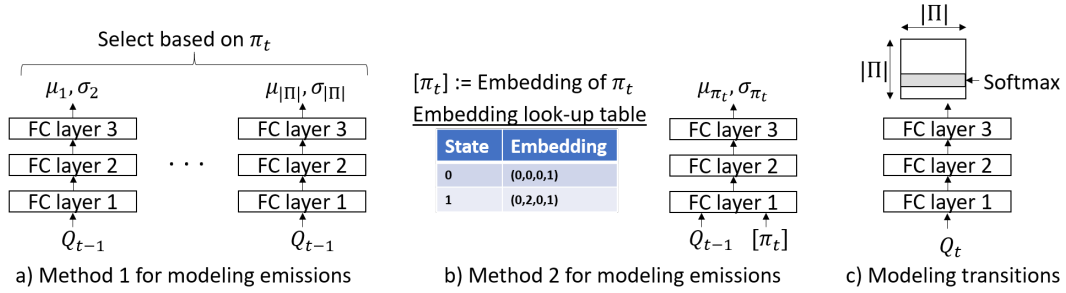 Select based on π_t
μ_1, σ_2
μ_|Π|, σ_|Π|
FC layer 3
FC layer 3
FC layer 2
. . .
FC layer 2
FC layer 1
FC layer 1
Q_{t−1}
Q_{t−1}
a) Method 1 for modeling emissions
[π_t] := Embedding of π_t
Embedding look-up table
State Embedding
0 (0,0,0,1)
1 (0,2,0,1)
μ_{π_t}, σ_{π_t}
FC layer 3
FC layer 2
FC layer 1
Q_{t−1} [π_t]
b) Method 2 for modeling emissions
|Π|
|Π|
Softmax
FC layer 3
FC layer 2
FC layer 1
Q_t
c) Modeling transitions